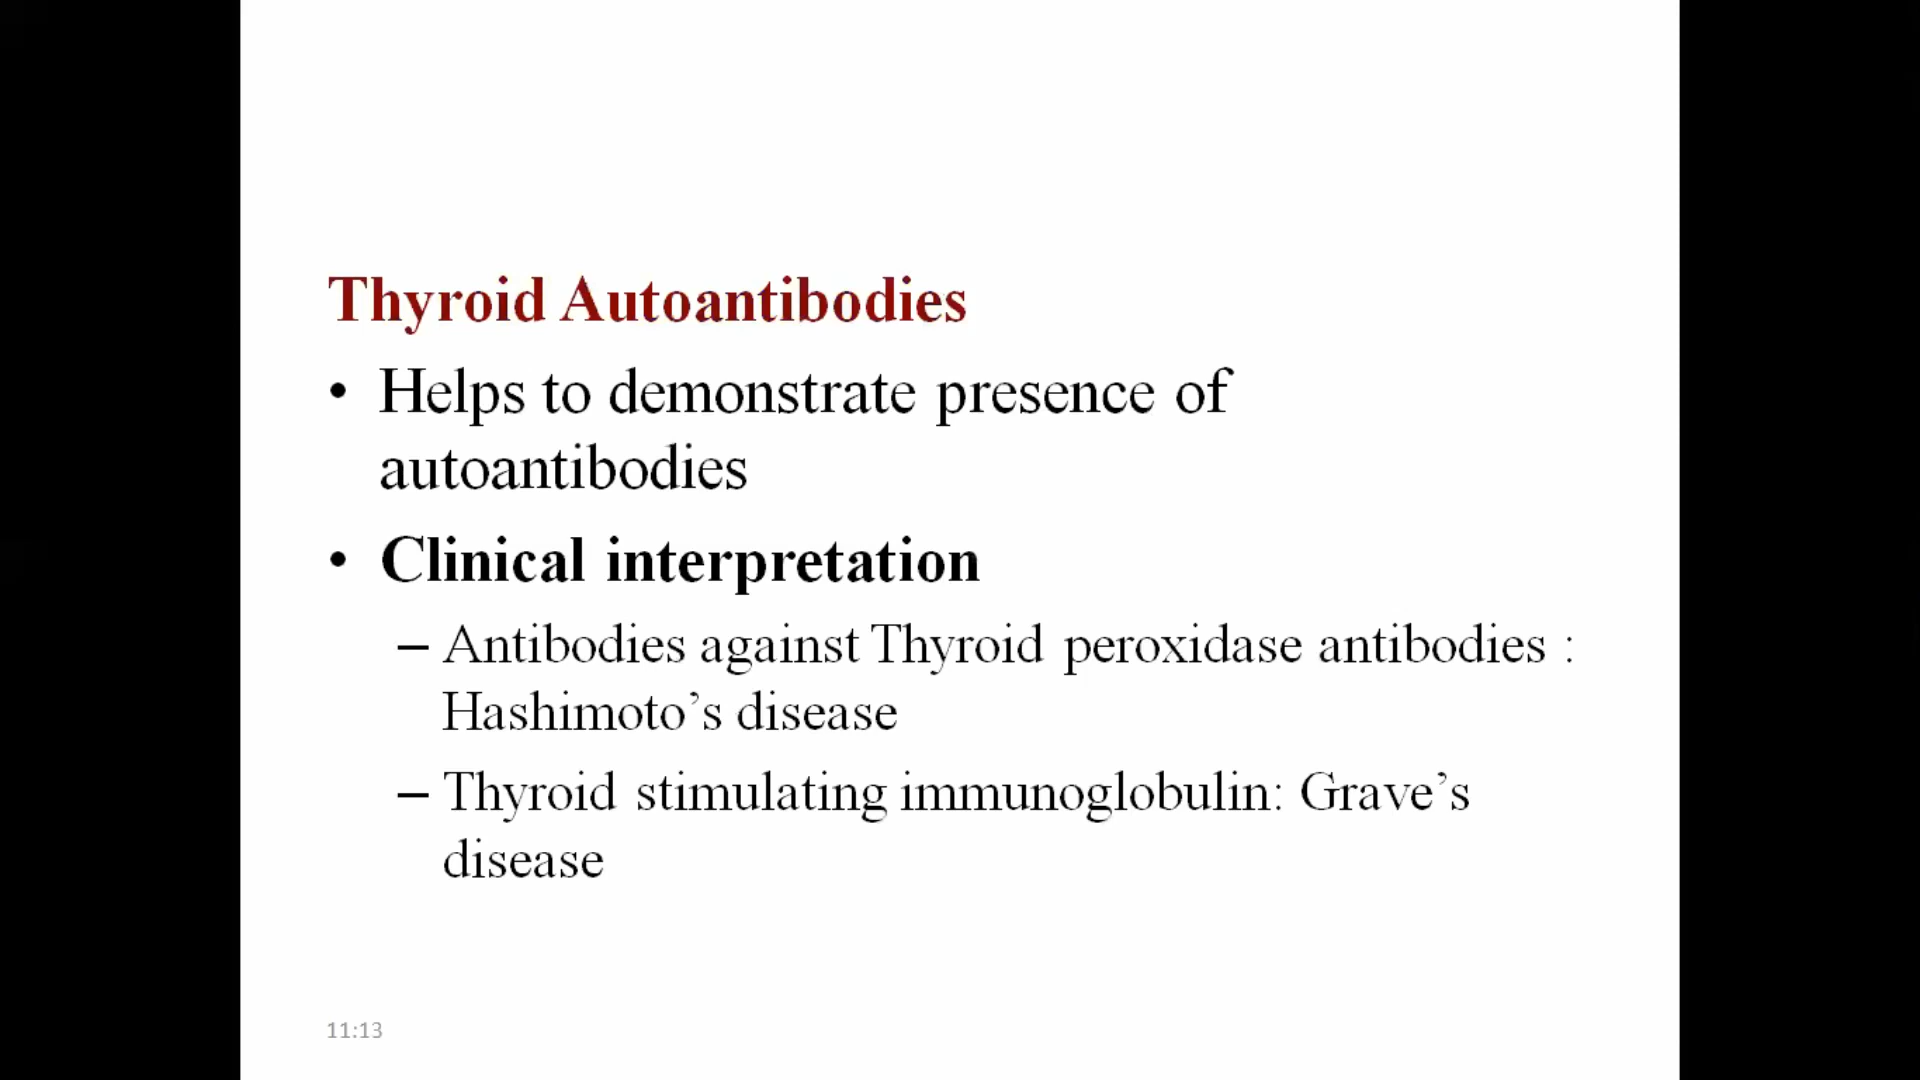 Thyroid Autoantibodies
• Helps to demonstrate presence of
autoantibodies
• Clinical interpretation
– Antibodies against Thyroid peroxidase antibodies :
Hashimoto’s disease
– Thyroid stimulating immunoglobulin: Grave’s
disease
11:13